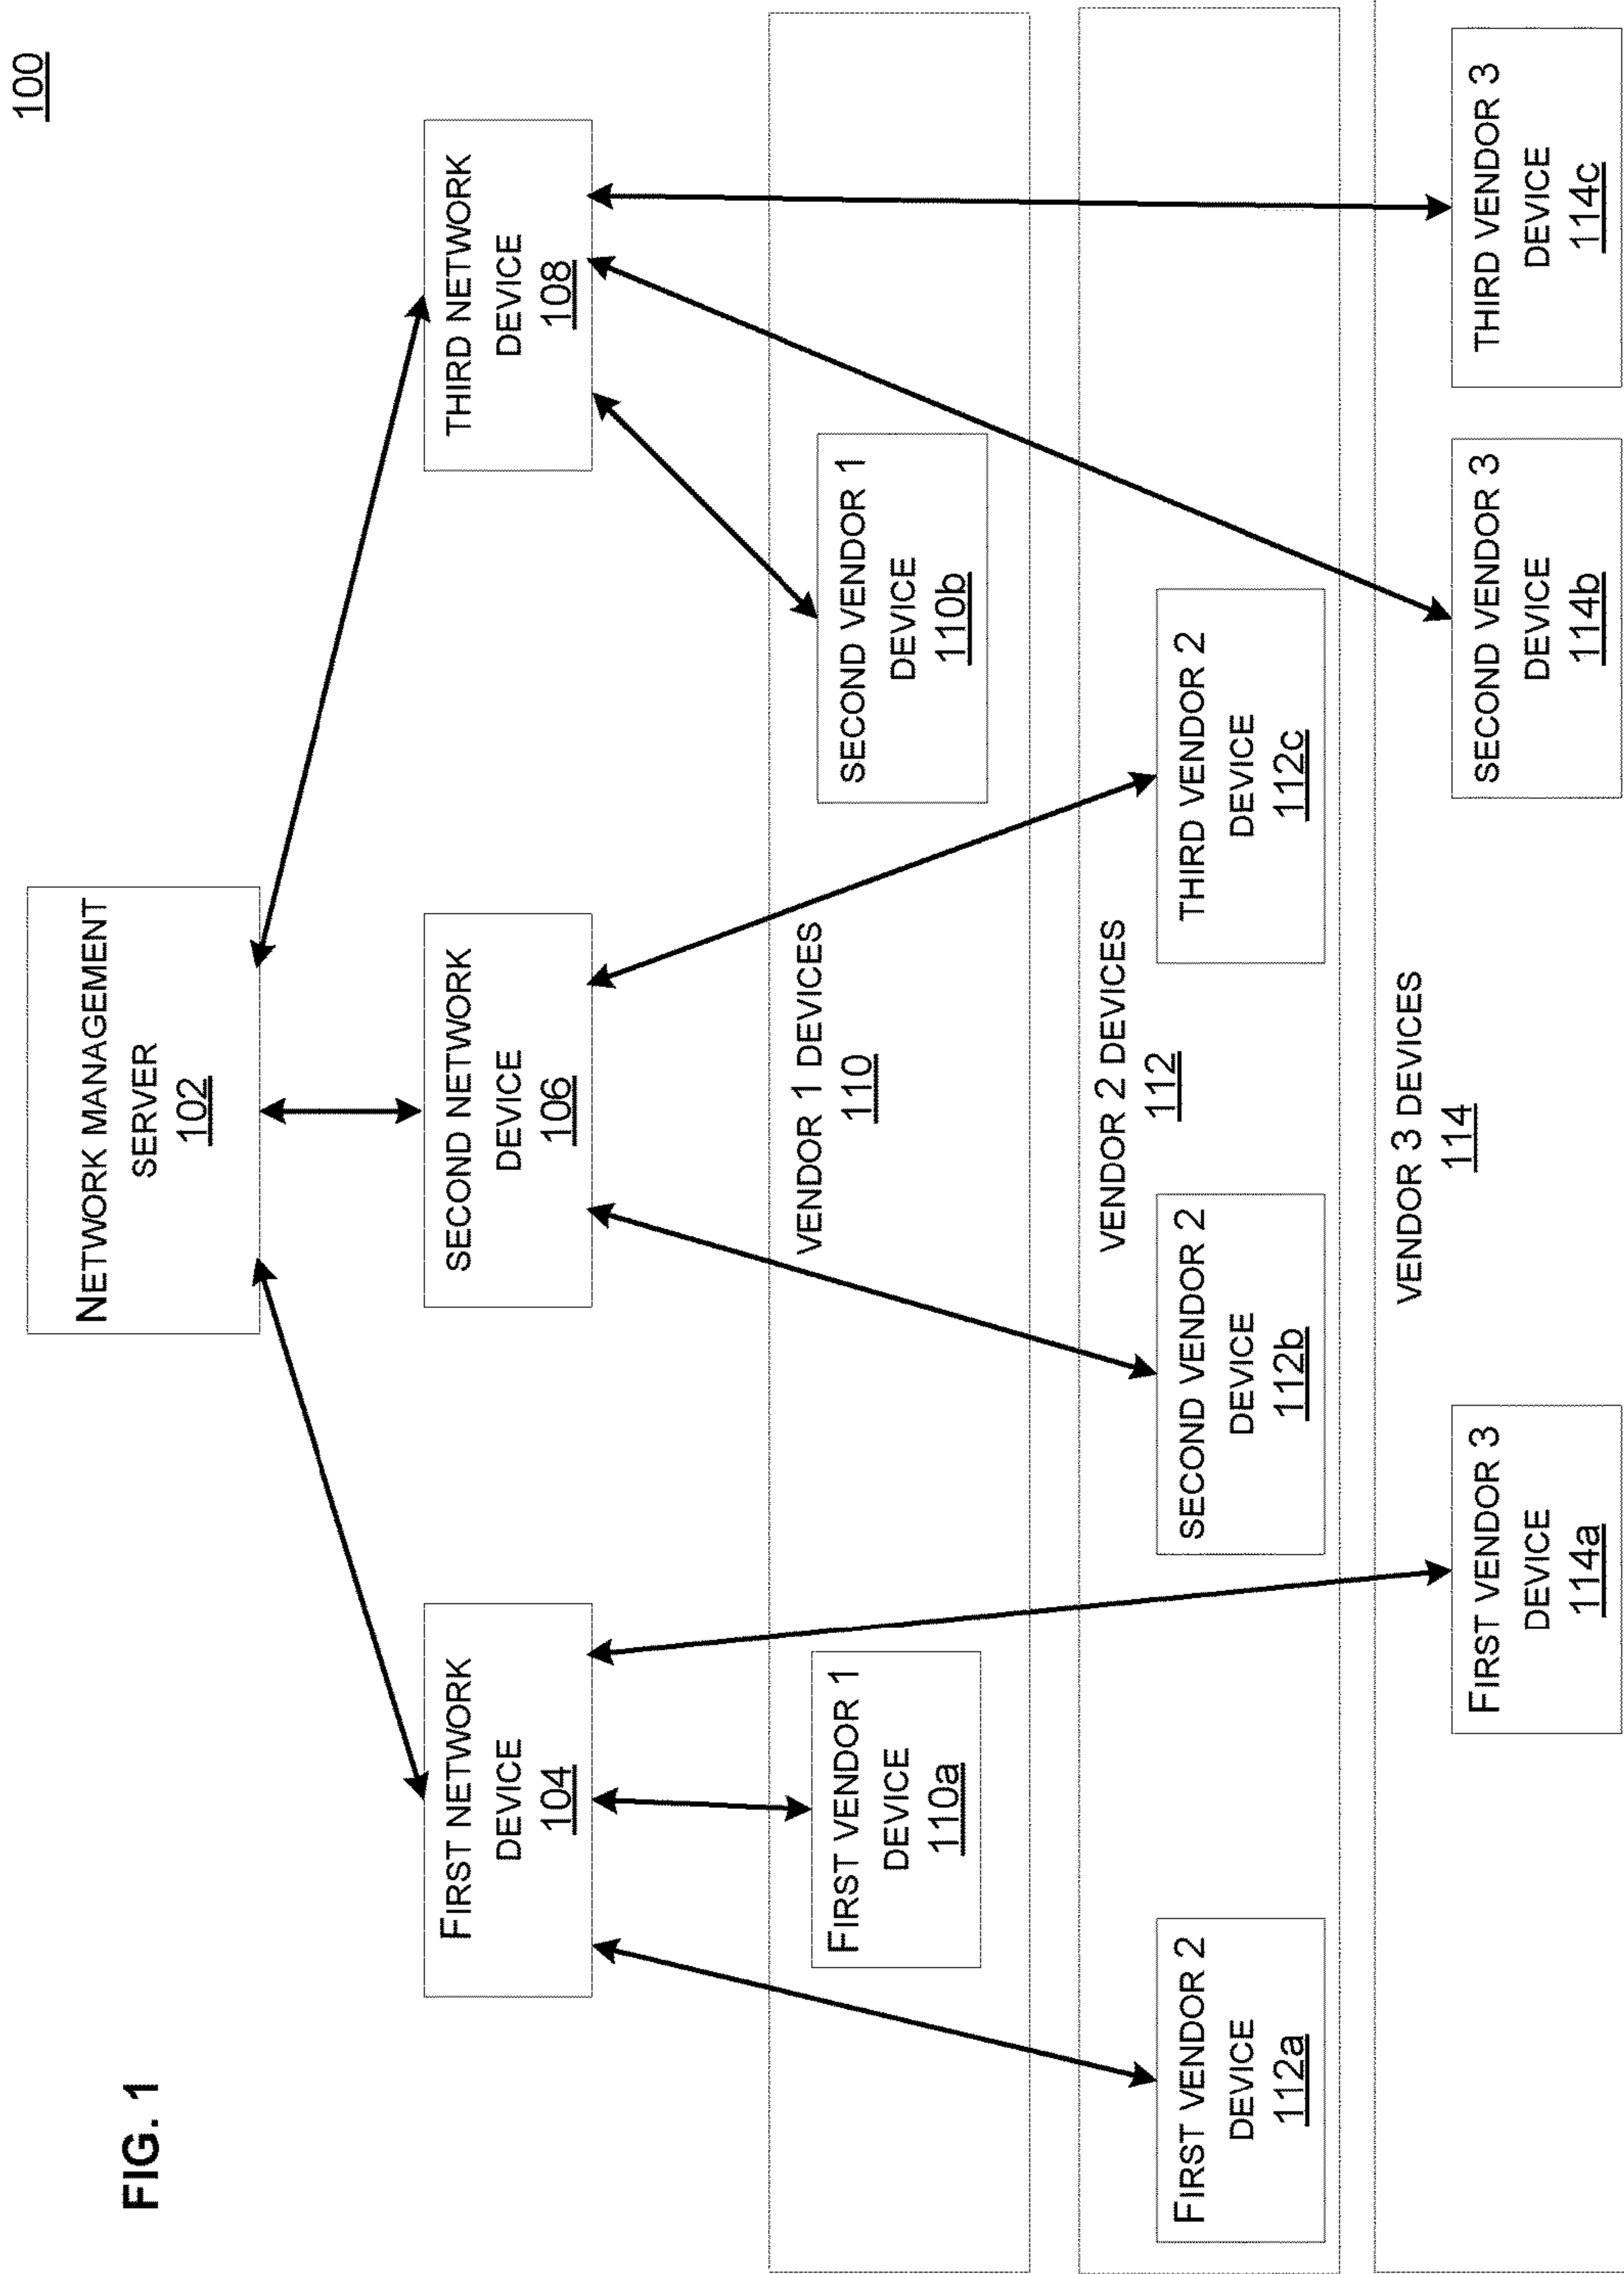 FIG. 1
100
NETWORK MANAGEMENT
SERVER
102
FIRST NETWORK
DEVICE
104
SECOND NETWORK
DEVICE
106
THIRD NETWORK
DEVICE
108
VENDOR 1 DEVICES
110
FIRST VENDOR 1
DEVICE
110a
SECOND VENDOR 1
DEVICE
110b
VENDOR 2 DEVICES
112
FIRST VENDOR 2
DEVICE
112a
SECOND VENDOR 2
DEVICE
112b
THIRD VENDOR 2
DEVICE
112c
VENDOR 3 DEVICES
114
FIRST VENDOR 3
DEVICE
114a
SECOND VENDOR 3
DEVICE
114b
THIRD VENDOR 3
DEVICE
114c